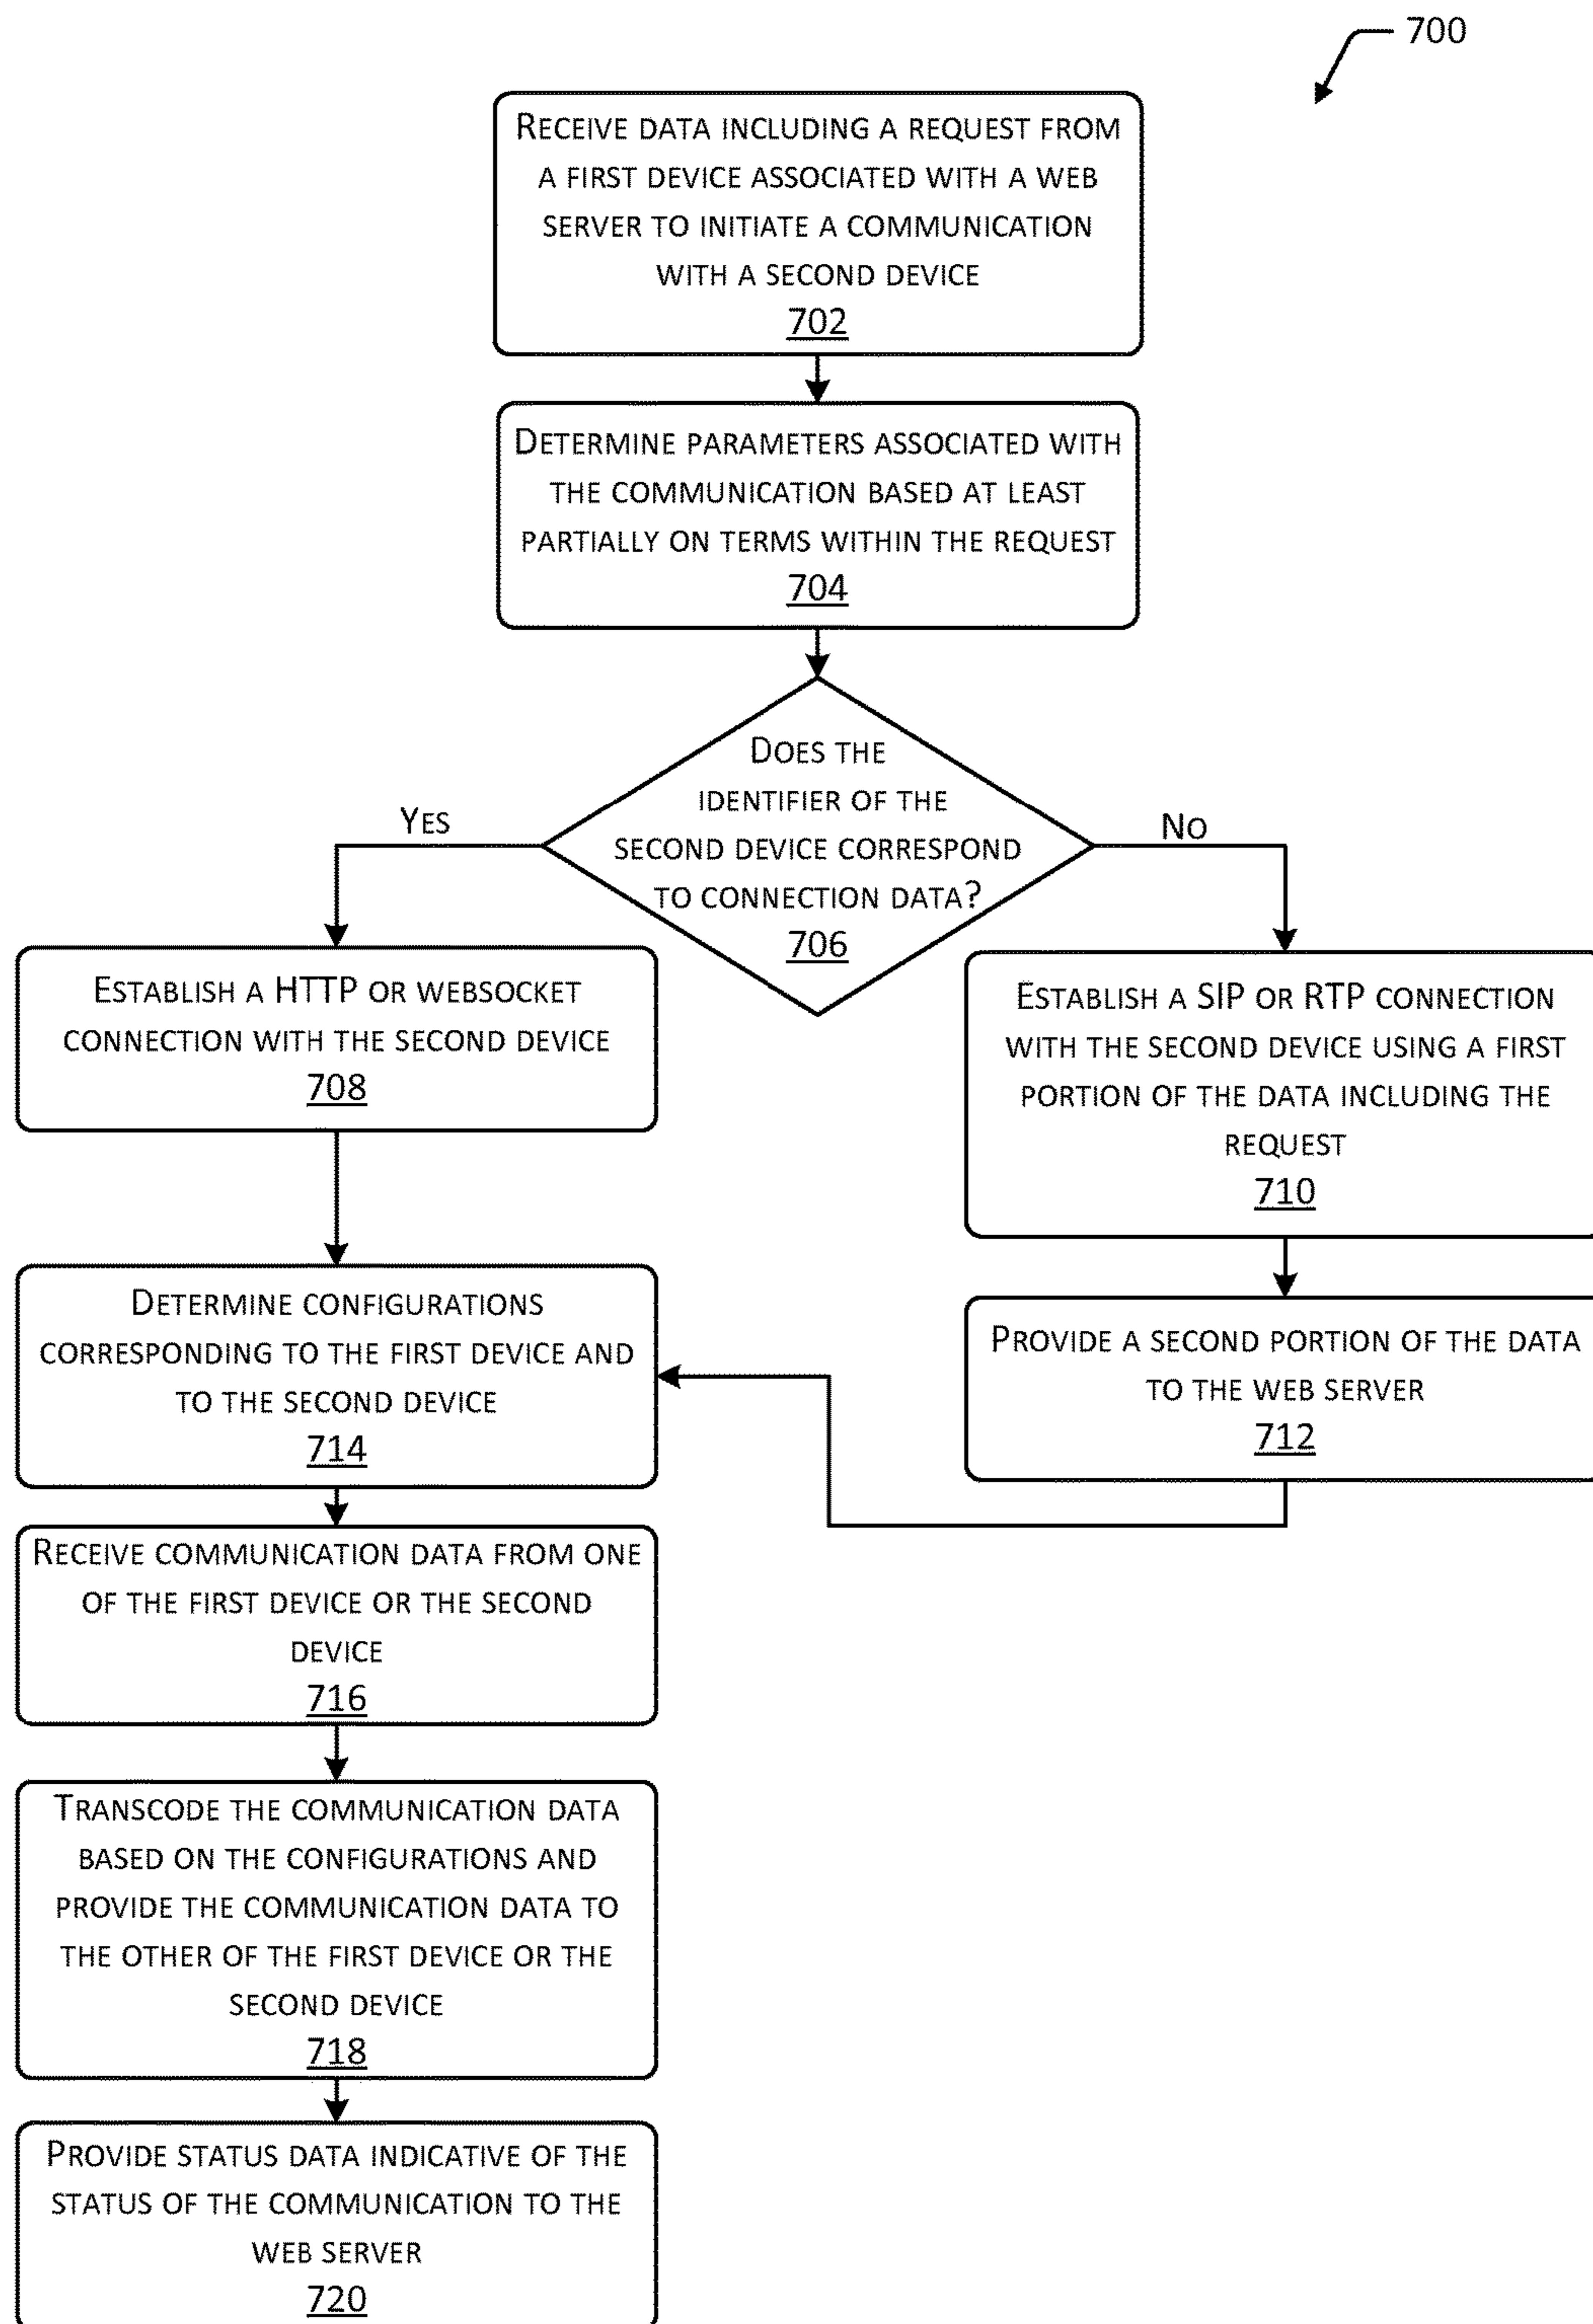 700
RECEIVE DATA INCLUDING A REQUEST FROM
A FIRST DEVICE ASSOCIATED WITH A WEB
SERVER TO INITIATE A COMMUNICATION
WITH A SECOND DEVICE
702
DETERMINE PARAMETERS ASSOCIATED WITH
THE COMMUNICATION BASED AT LEAST
PARTIALLY ON TERMS WITHIN THE REQUEST
704
DOES THE
IDENTIFIER OF THE
SECOND DEVICE CORRESPOND
TO CONNECTION DATA?
706
YES
NO
ESTABLISH A HTTP OR WEBSOCKET
CONNECTION WITH THE SECOND DEVICE
708
ESTABLISH A SIP OR RTP CONNECTION
WITH THE SECOND DEVICE USING A FIRST
PORTION OF THE DATA INCLUDING THE
REQUEST
710
PROVIDE A SECOND PORTION OF THE DATA
TO THE WEB SERVER
712
DETERMINE CONFIGURATIONS
CORRESPONDING TO THE FIRST DEVICE AND
TO THE SECOND DEVICE
714
RECEIVE COMMUNICATION DATA FROM ONE
OF THE FIRST DEVICE OR THE SECOND
DEVICE
716
TRANSCODE THE COMMUNICATION DATA
BASED ON THE CONFIGURATIONS AND
PROVIDE THE COMMUNICATION DATA TO
THE OTHER OF THE FIRST DEVICE OR THE
SECOND DEVICE
718
PROVIDE STATUS DATA INDICATIVE OF THE
STATUS OF THE COMMUNICATION TO THE
WEB SERVER
720